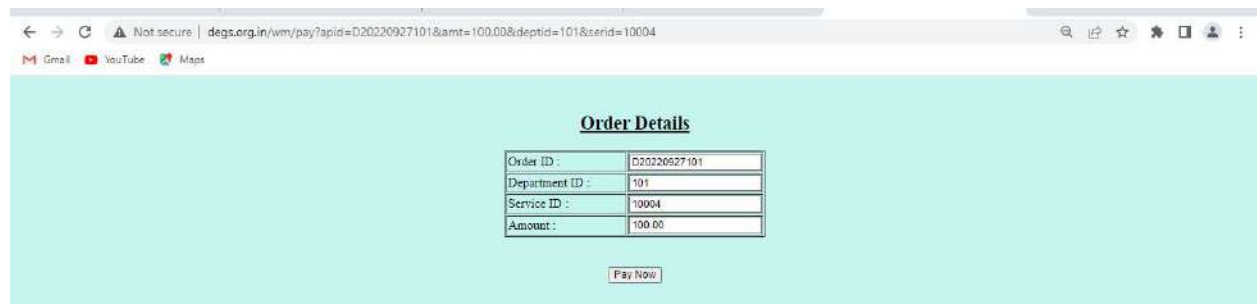 Not secure | degs.org.in/wm/pay?apid=D20220927101&amt=100.00&deptid=101&serid=10004
Gmail YouTube Maps
Order Details
Order ID : D20220927101
Department ID : 101
Service ID : 10004
Amount : 100.00
Pay Now